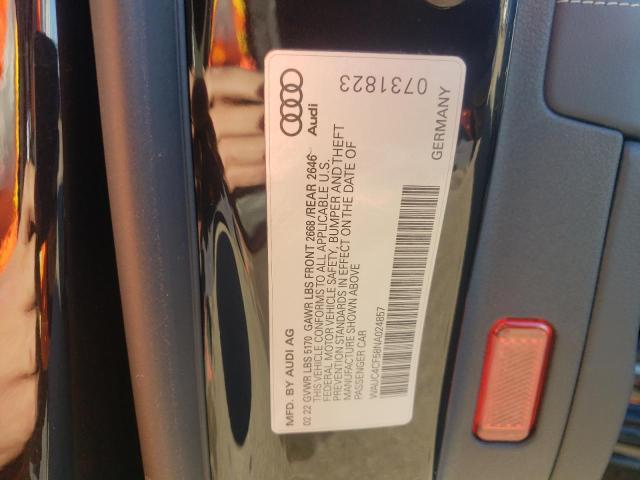 MFD. BY AUDI AG
02.22 GVWR LBS 5170 GAWR LBS FRONT 2668/REAR 2646
THIS VEHICLE CONFORMS TO ALL APPLICABLE U.S.
FEDERAL MOTOR VEHICLE SAFETY, BUMPER AND THEFT
PREVENTION STANDARDS IN EFFECT ON THE DATE OF
MANUFACTURE SHOWN ABOVE
PASSENGER CAR
WAUC4CF58NA024857
Audi
0731823
GERMANY